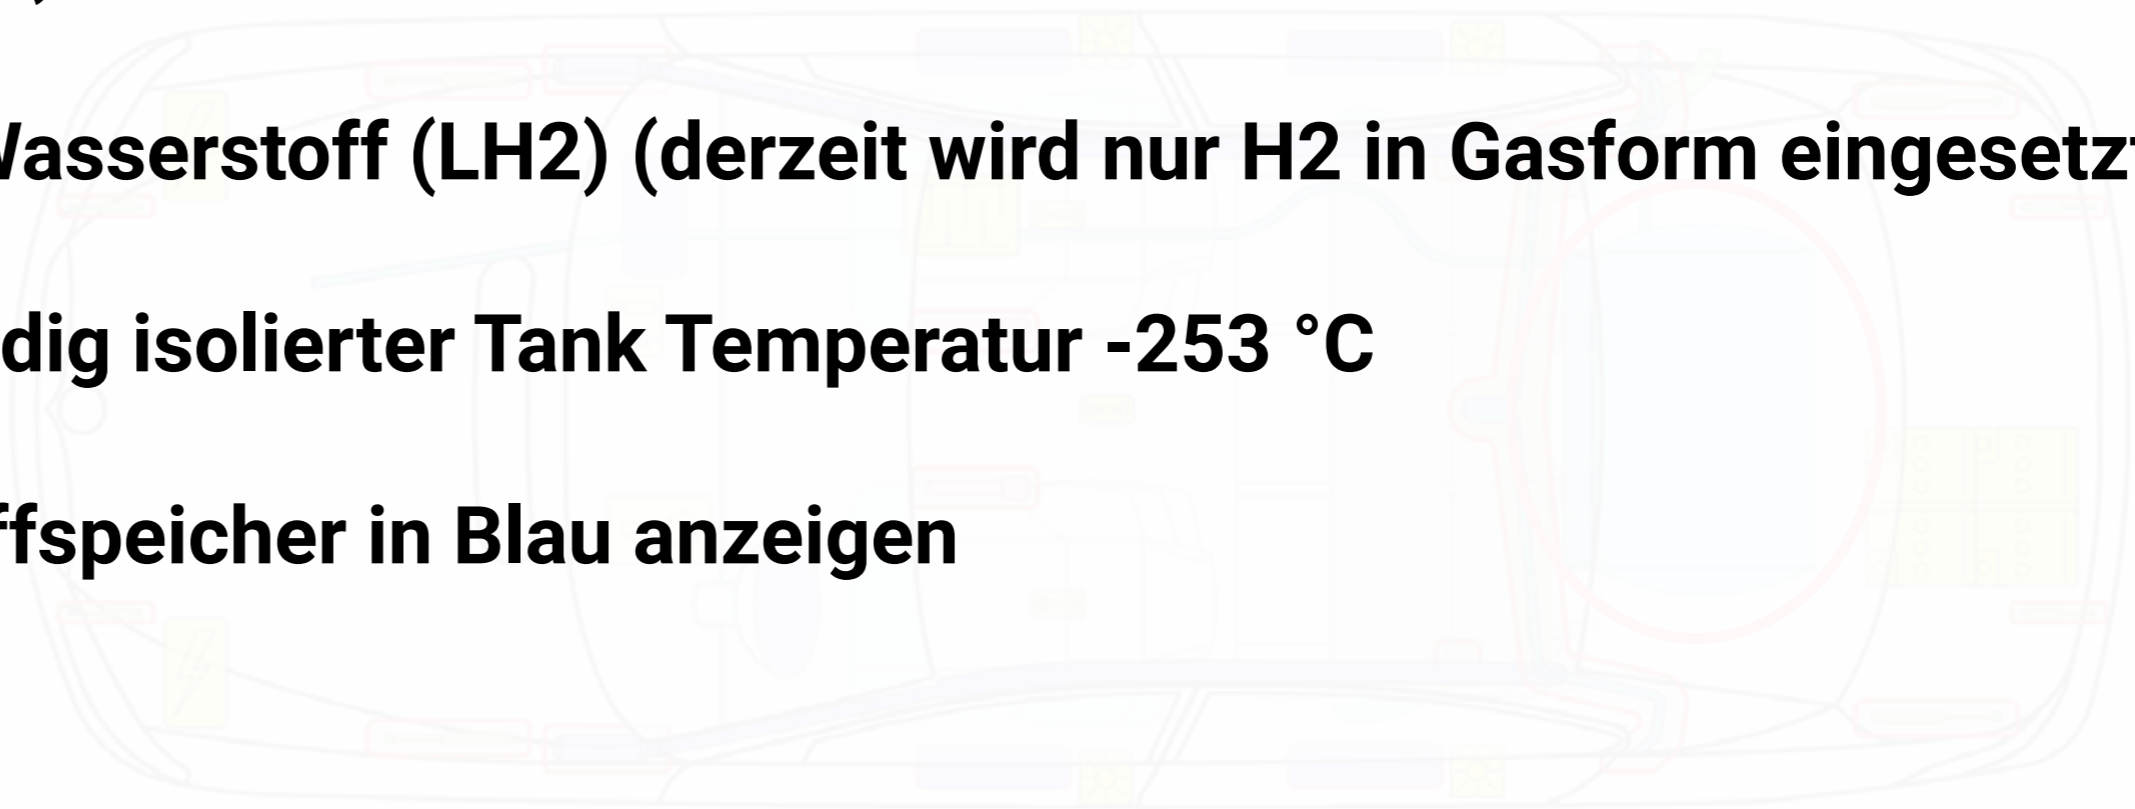 Wasserstoff (LH2) (derzeit wird nur H2 in Gasform eingesetzt
dig isolierter Tank Temperatur -253 °C
ffspeicher in Blau anzeigen